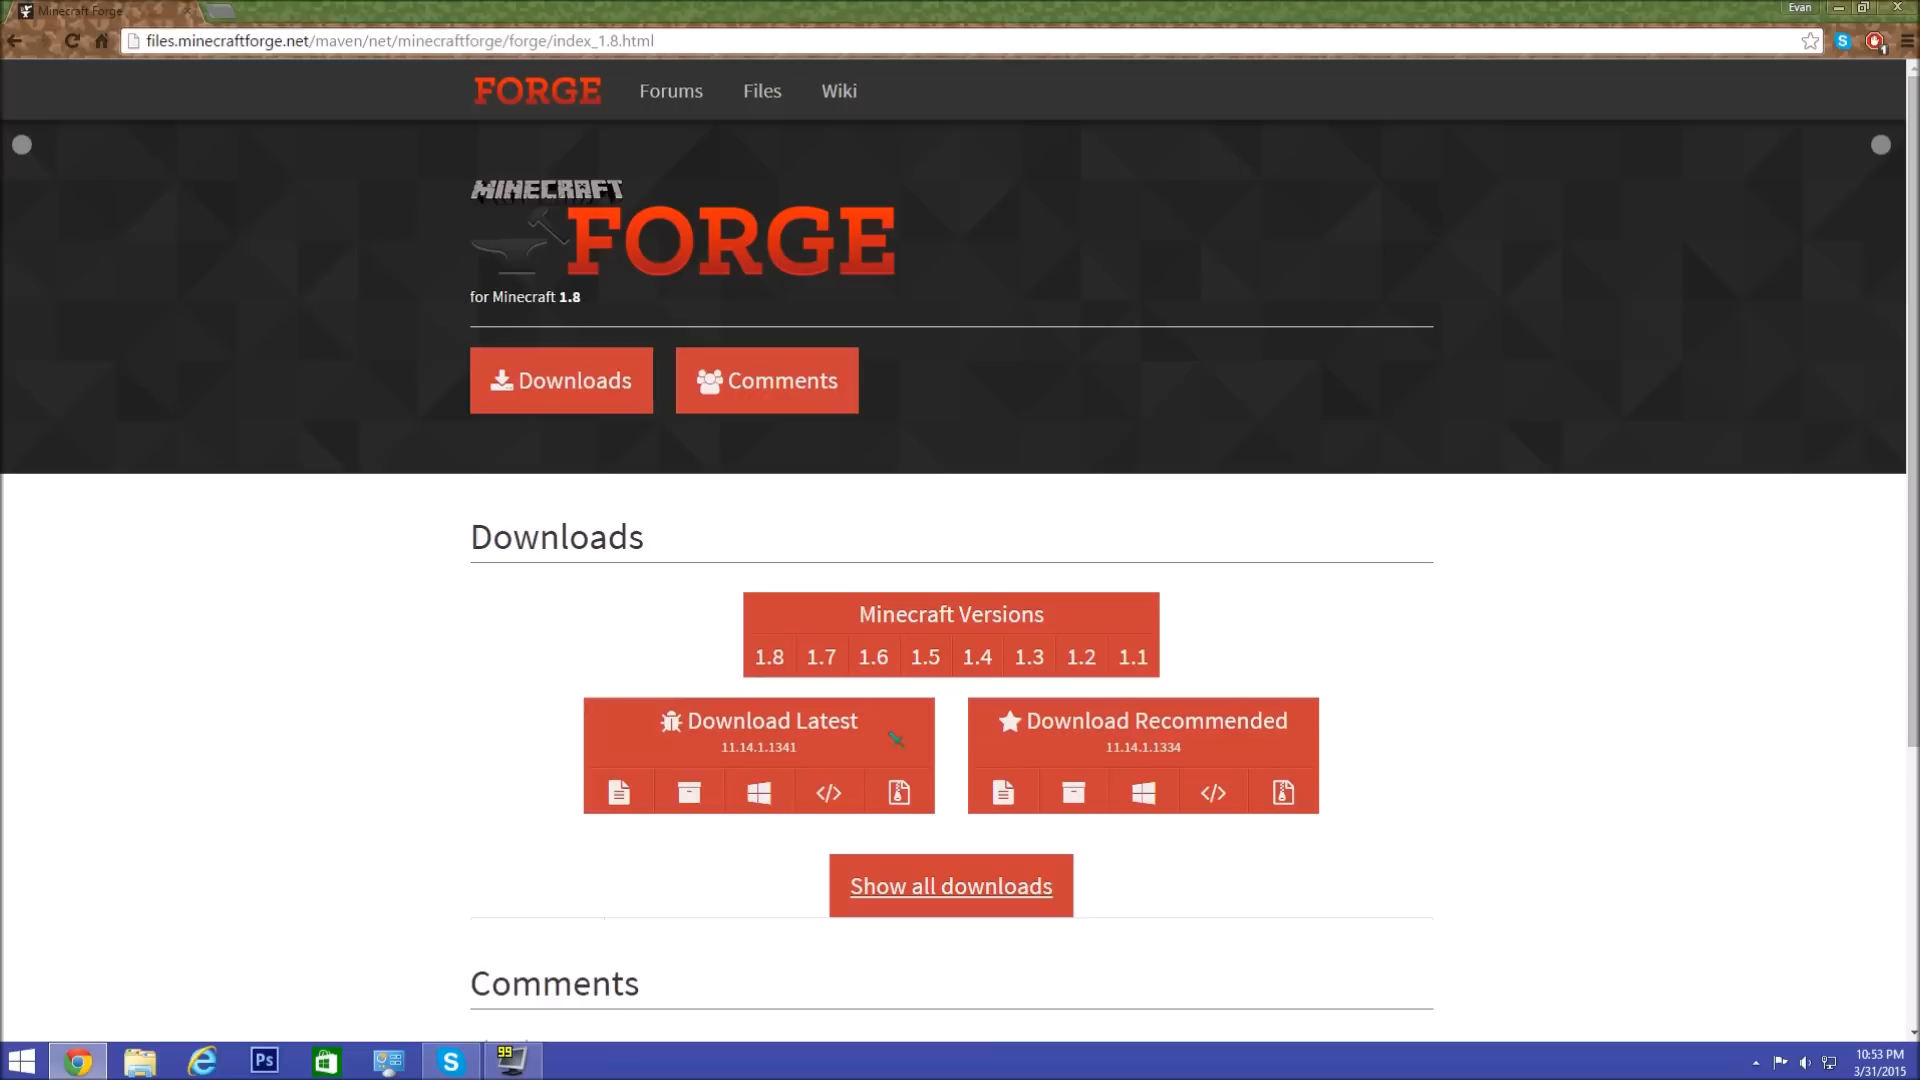 Minecraft Forge
Evan
files.minecraftforge.net/maven/net/minecraftforge/forge/index_1.8.html
1
FORGE Forums Files Wiki
MINECRAFT
FORGE
for Minecraft 1.8
Downloads Comments
Downloads
Minecraft Versions
1.8 1.7 1.6 1.5 1.4 1.3 1.2 1.1
Download Latest
11.14.1.1341
Download Recommended
11.14.1.1334
Show all downloads
Comments
Ps
S
99
10:53 PM
3/31/2015